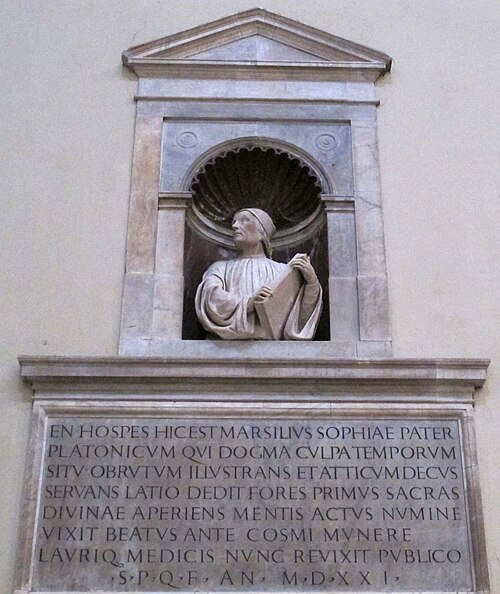 EN HOSPES HIC EST MARSILIVS SOPHIAE PATER
PLATONICVM QVI DOGMA CVLPA TEMPORVM
SITV OBRVTVM ILLVSTRANS ET ATTICVM DECVS
SERVANS LATIO DEDIT FORES PRIMVS SACRAS
DIVINAE APERIENS MENTIS ACTVS NVMINE
VIXIT BEATVS ANTE COSMI MVNERE
LAVRIQ MEDICIS NVNC REVIXIT PVBLICO
,S,P,Q,F, AN, M,D,X,X,I,